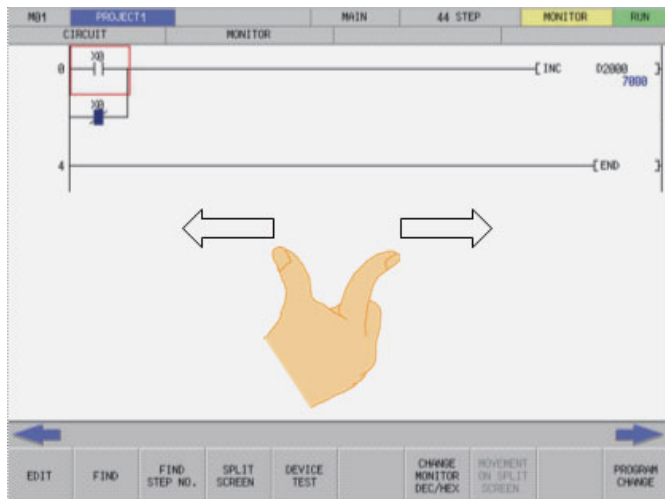 M01 PROJECT1 MAIN 44 STEP MONITOR RUN
CIRCUIT MONITOR
X0
0 INC D2000
7000
X0
4 END
EDIT FIND FIND STEP NO. SPLIT SCREEN DEVICE TEST CHANGE MONITOR DEC/HEX MOVEMENT ON SPLIT SCREEN PROGRAM CHANGE